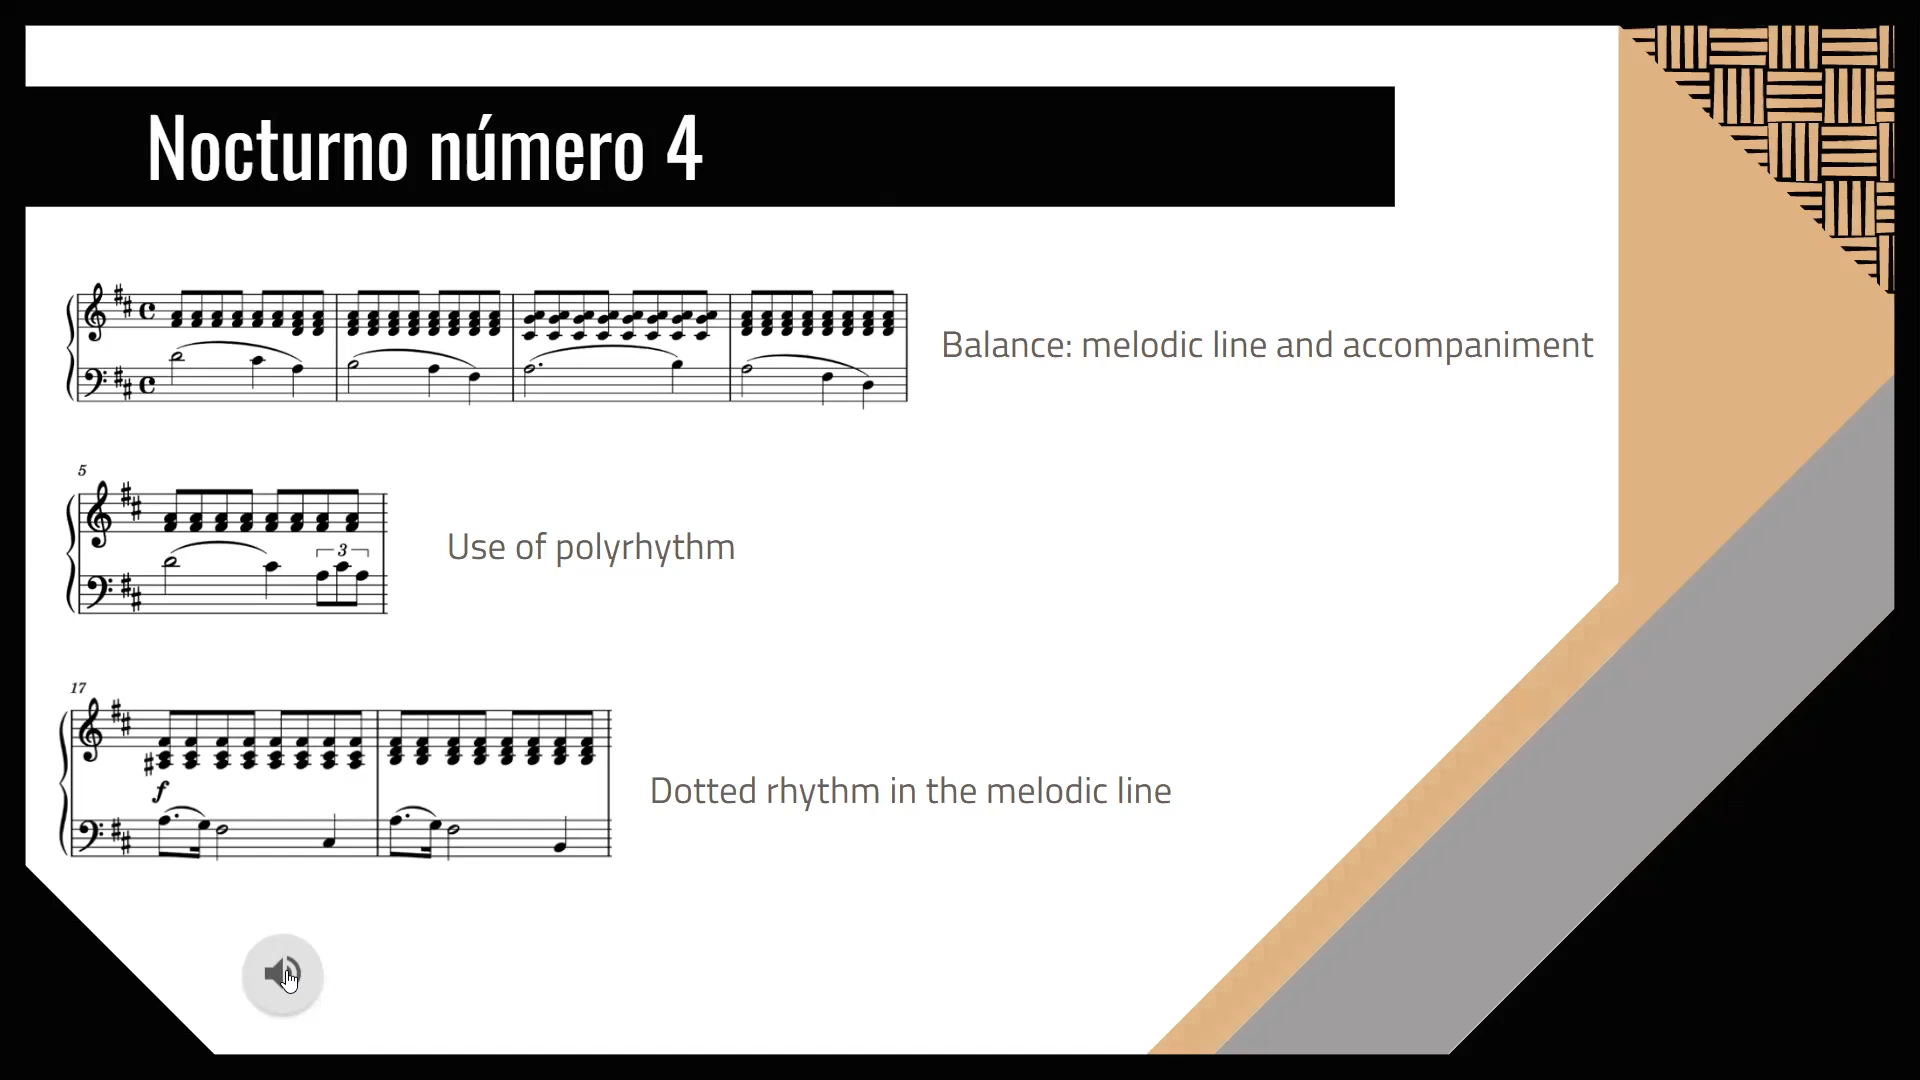 Nocturno número 4
Balance: melodic line and accompaniment
5
3
Use of polyrhythm
17
f
Dotted rhythm in the melodic line